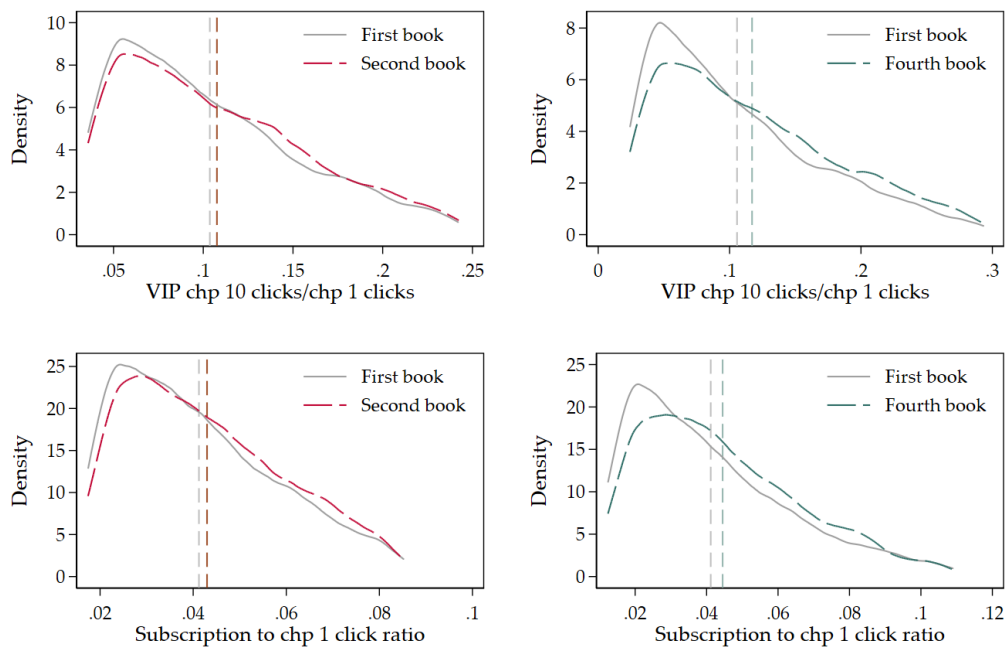 Density
10
8
6
4
2
0
First book
Second book
.05
.1
.15
.2
.25
VIP chp 10 clicks/chp 1 clicks
Density
8
6
4
2
0
First book
Fourth book
0
.1
.2
.3
VIP chp 10 clicks/chp 1 clicks
Density
25
20
15
10
5
0
First book
Second book
.02
.04
.06
.08
.1
Subscription to chp 1 click ratio
Density
25
20
15
10
5
0
First book
Fourth book
.02
.04
.06
.08
.1
.12
Subscription to chp 1 click ratio